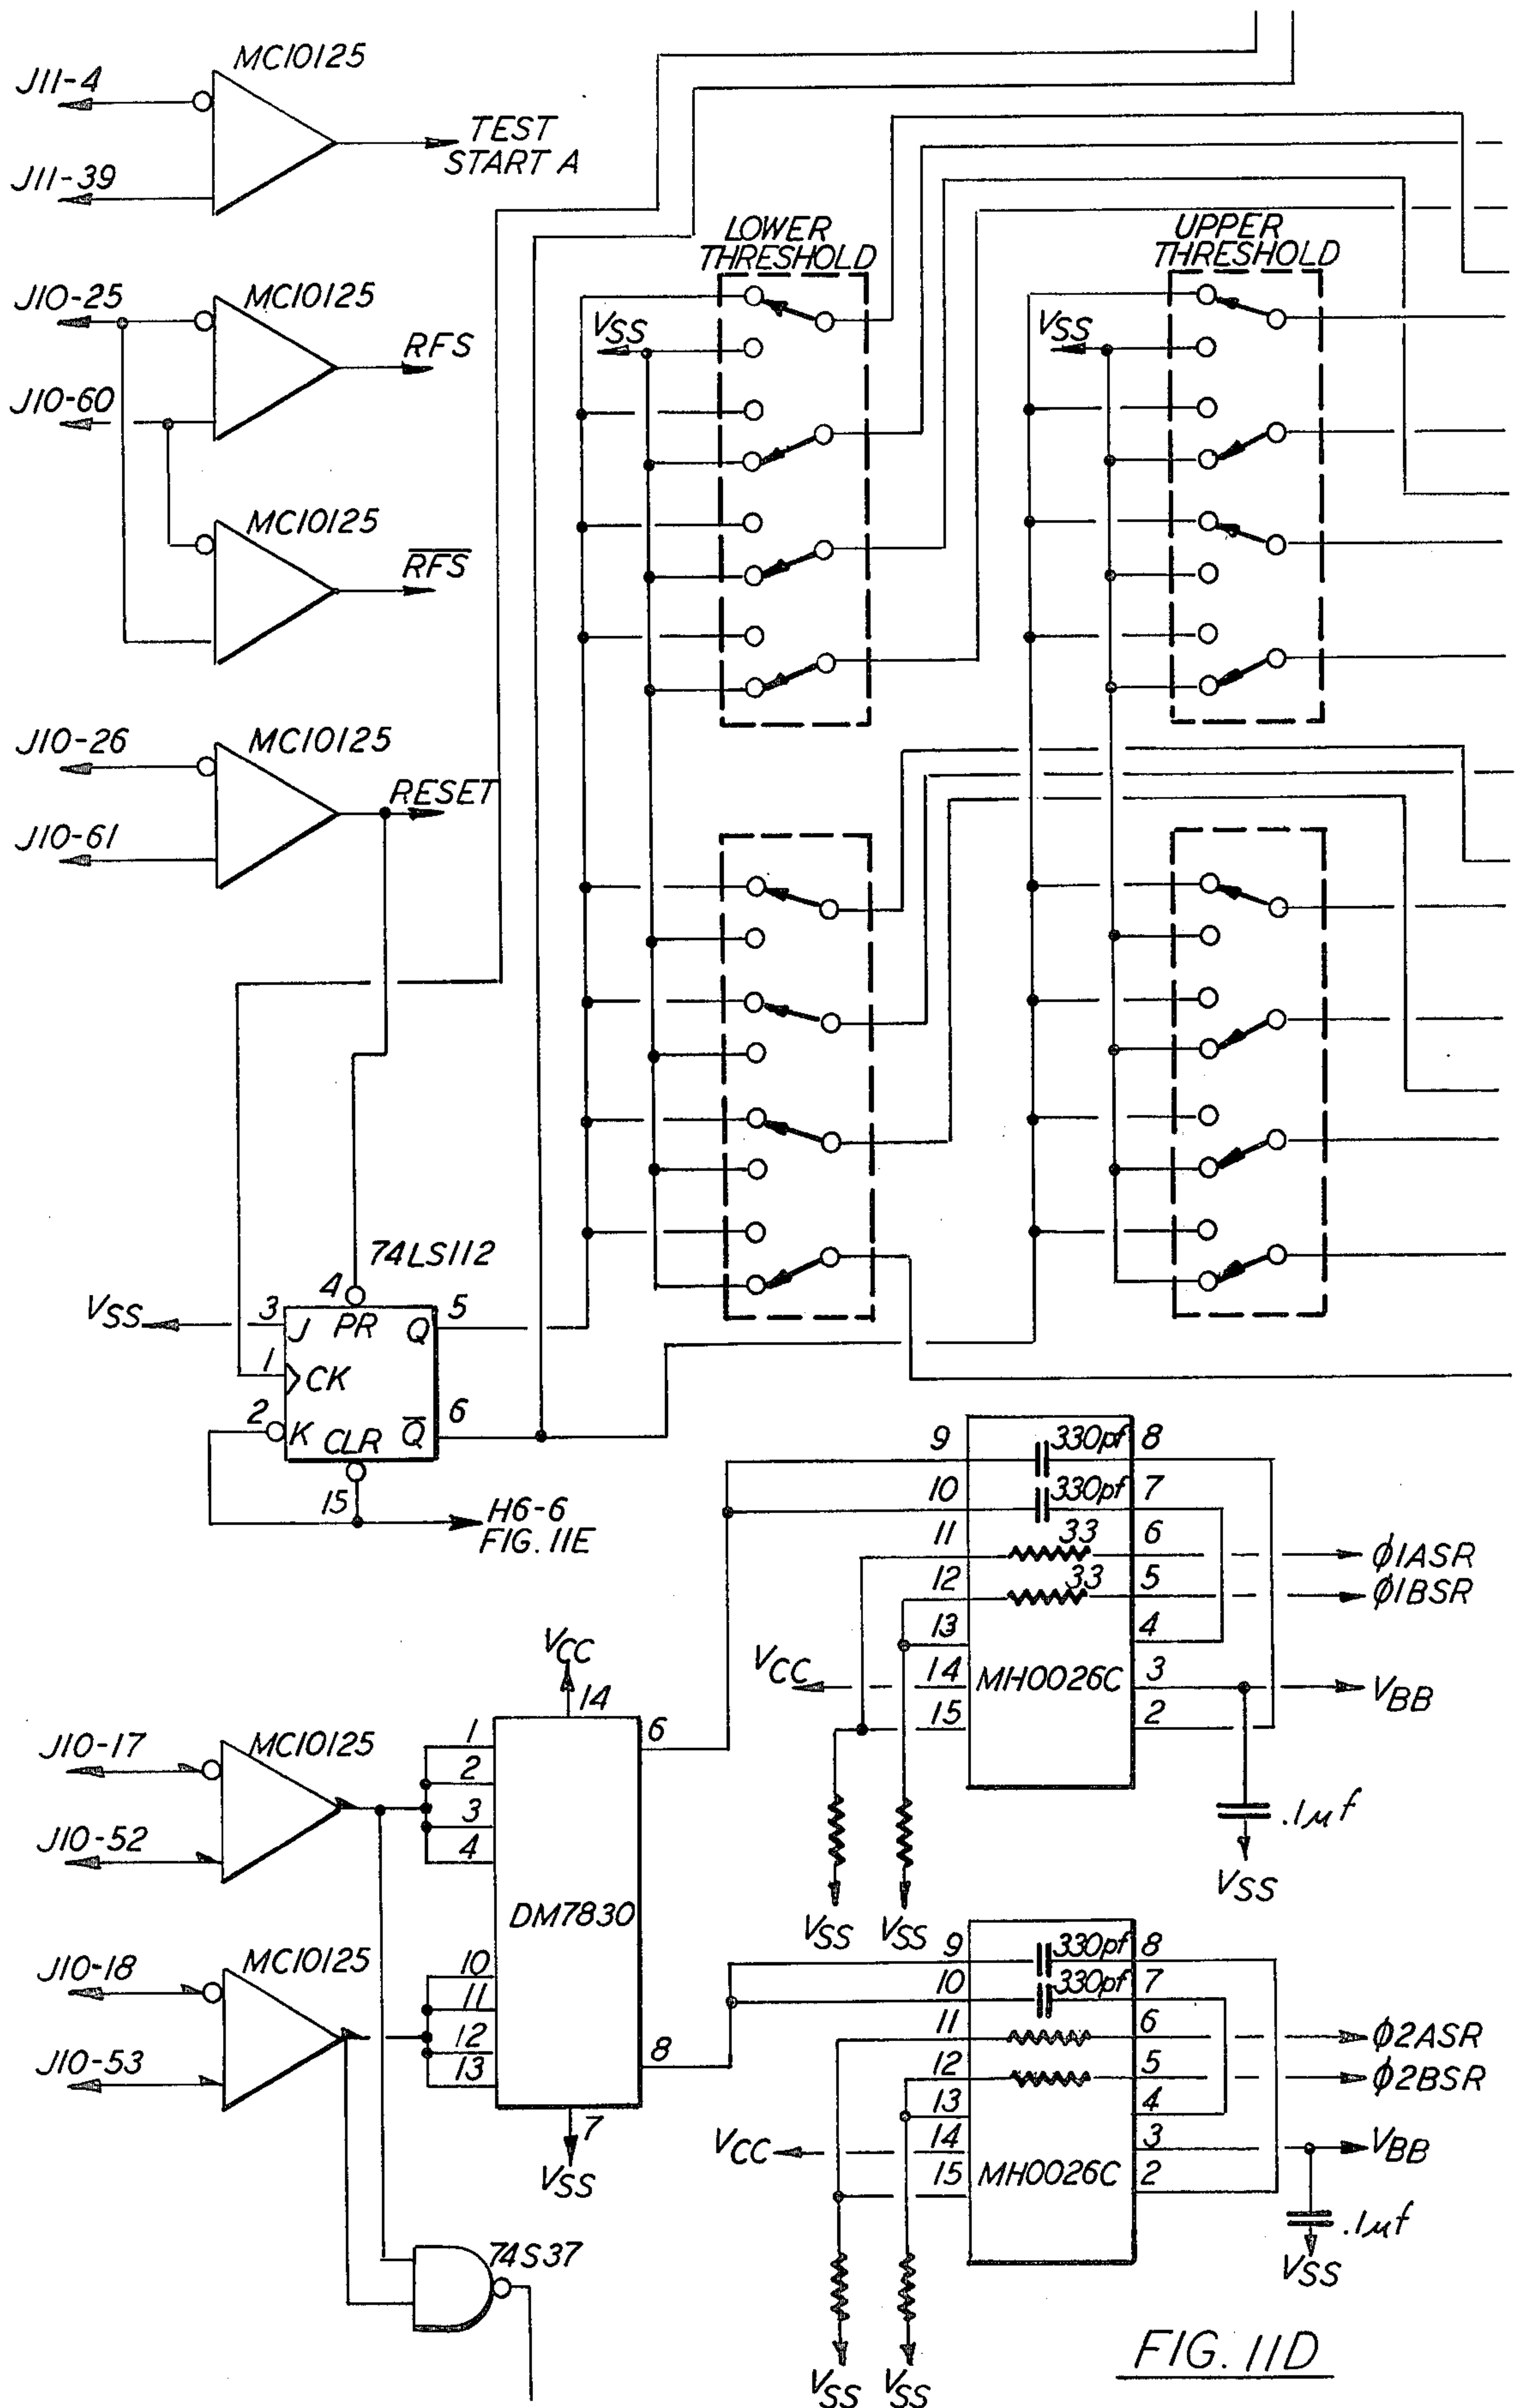 MC10125
J11-4
TEST
START A
J11-39
LOWER
THRESHOLD
UPPER
THRESHOLD
J10-25
MC10125
RFS
VSS
VSS
J10-60
MC10125
R̅F̅S̅
J10-26
MC10125
RESET
J10-61
74LS112
4
VSS
3
J
PR
Q
5
1
CK
2
K
CLR
Q̅
6
15
H6-6
FIG. 11E
9
330pf
8
10
330pf
7
11
33
6
φ1ASR
12
33
5
φ1BSR
13
4
VCC
14
MH0026C
3
VBB
15
2
.1µf
VSS
VSS
VSS
VCC
14
J10-17
MC10125
1
2
3
4
6
J10-52
DM7830
J10-18
MC10125
10
11
12
13
8
J10-53
7
VSS
9
330pf
8
10
330pf
7
11
6
φ2ASR
12
5
φ2BSR
13
4
VCC
14
3
VBB
15
MH0026C
2
.1µf
VSS
74S37
VSS
VSS
FIG. 11D